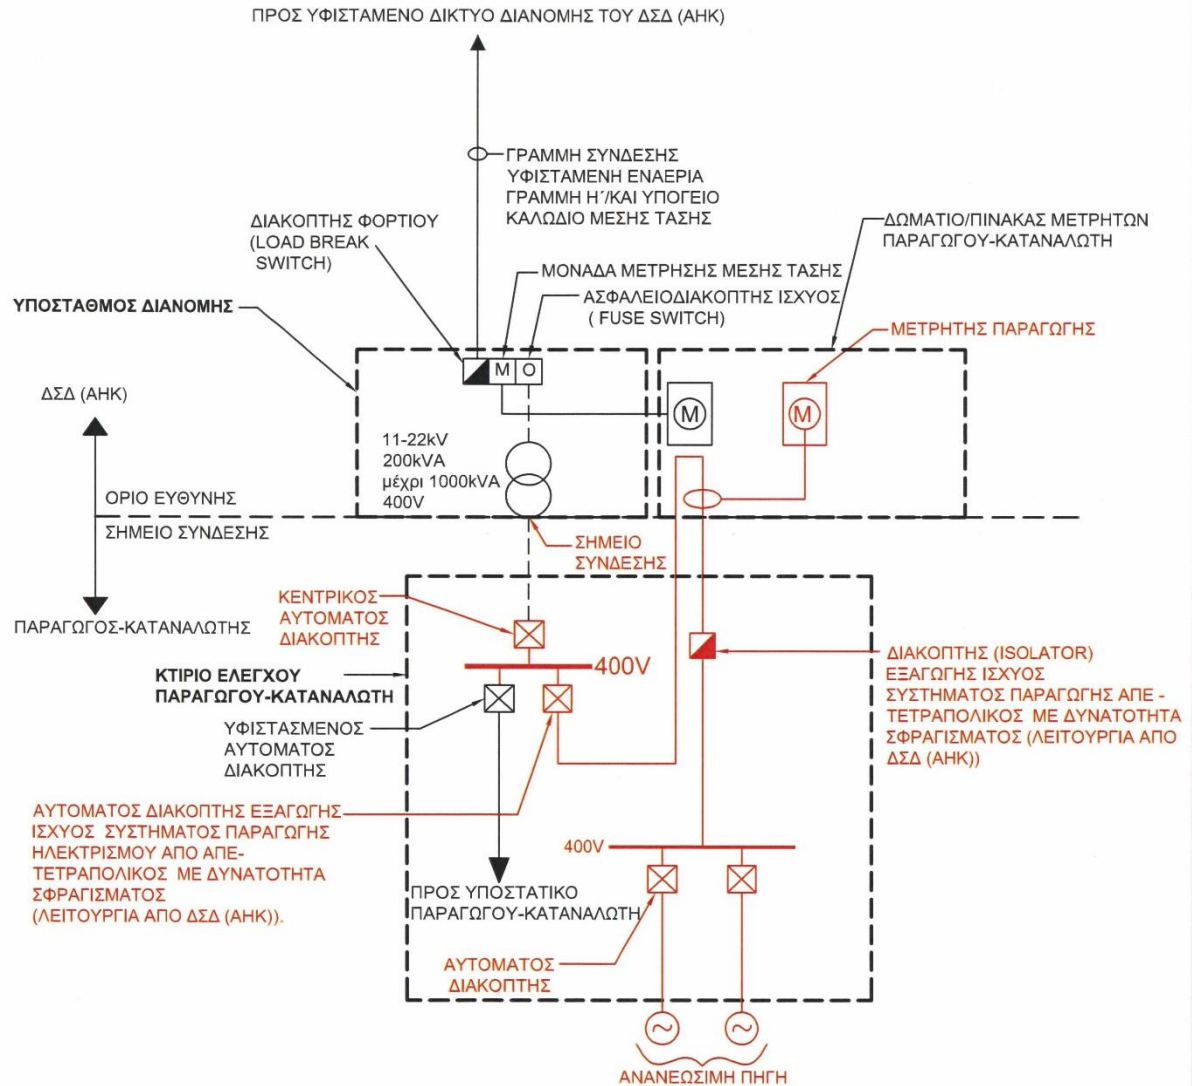 ΠΡΟΣ ΥΦΙΣΤΑΜΕΝΟ ΔΙΚΤΥΟ ΔΙΑΝΟΜΗΣ ΤΟΥ ΔΣΔ (ΑΗΚ)
ΓΡΑΜΜΗ ΣΥΝΔΕΣΗΣ
ΥΦΙΣΤΑΜΕΝΗ ΕΝΑΕΡΙΑ
ΓΡΑΜΜΗ Η΄/ΚΑΙ ΥΠΟΓΕΙΟ
ΚΑΛΩΔΙΟ ΜΕΣΗΣ ΤΑΣΗΣ
ΔΙΑΚΟΠΤΗΣ ΦΟΡΤΙΟΥ
(LOAD BREAK
SWITCH)
ΔΩΜΑΤΙΟ/ΠΙΝΑΚΑΣ ΜΕΤΡΗΤΩΝ
ΠΑΡΑΓΩΓΟΥ-ΚΑΤΑΝΑΛΩΤΗ
ΜΟΝΑΔΑ ΜΕΤΡΗΣΗΣ ΜΕΣΗΣ ΤΑΣΗΣ
ΑΣΦΑΛΕΙΟΔΙΑΚΟΠΤΗΣ ΙΣΧΥΟΣ
( FUSE SWITCH)
ΥΠΟΣΤΑΘΜΟΣ ΔΙΑΝΟΜΗΣ
ΜΕΤΡΗΤΗΣ ΠΑΡΑΓΩΓΗΣ
M O
ΔΣΔ (ΑΗΚ)
M
M
11-22kV
200kVA
μέχρι 1000kVA
400V
ΟΡΙΟ ΕΥΘΥΝΗΣ
ΣΗΜΕΙΟ ΣΥΝΔΕΣΗΣ
ΣΗΜΕΙΟ
ΣΥΝΔΕΣΗΣ
ΠΑΡΑΓΩΓΟΣ-ΚΑΤΑΝΑΛΩΤΗΣ
ΚΕΝΤΡΙΚΟΣ
ΑΥΤΟΜΑΤΟΣ
ΔΙΑΚΟΠΤΗΣ
400V
ΚΤΙΡΙΟ ΕΛΕΓΧΟΥ
ΠΑΡΑΓΩΓΟΥ-ΚΑΤΑΝΑΛΩΤΗ
ΥΦΙΣΤΑΣΜΕΝΟΣ
ΑΥΤΟΜΑΤΟΣ
ΔΙΑΚΟΠΤΗΣ
ΔΙΑΚΟΠΤΗΣ (ISOLATOR)
ΕΞΑΓΩΓΗΣ ΙΣΧΥΟΣ
ΣΥΣΤΗΜΑΤΟΣ ΠΑΡΑΓΩΓΗΣ ΑΠΕ -
ΤΕΤΡΑΠΟΛΙΚΟΣ ΜΕ ΔΥΝΑΤΟΤΗΤΑ
ΣΦΡΑΓΙΣΜΑΤΟΣ (ΛΕΙΤΟΥΡΓΙΑ ΑΠΟ
ΔΣΔ (ΑΗΚ))
ΑΥΤΟΜΑΤΟΣ ΔΙΑΚΟΠΤΗΣ ΕΞΑΓΩΓΗΣ
ΙΣΧΥΟΣ ΣΥΣΤΗΜΑΤΟΣ ΠΑΡΑΓΩΓΗΣ
ΗΛΕΚΤΡΙΣΜΟΥ ΑΠΟ ΑΠΕ-
ΤΕΤΡΑΠΟΛΙΚΟΣ ΜΕ ΔΥΝΑΤΟΤΗΤΑ
ΣΦΡΑΓΙΣΜΑΤΟΣ
(ΛΕΙΤΟΥΡΓΙΑ ΑΠΟ ΔΣΔ (ΑΗΚ)).
400V
ΠΡΟΣ ΥΠΟΣΤΑΤΙΚΟ
ΠΑΡΑΓΩΓΟΥ-ΚΑΤΑΝΑΛΩΤΗ
ΑΥΤΟΜΑΤΟΣ
ΔΙΑΚΟΠΤΗΣ
ΑΝΑΝΕΩΣΙΜΗ ΠΗΓΗ